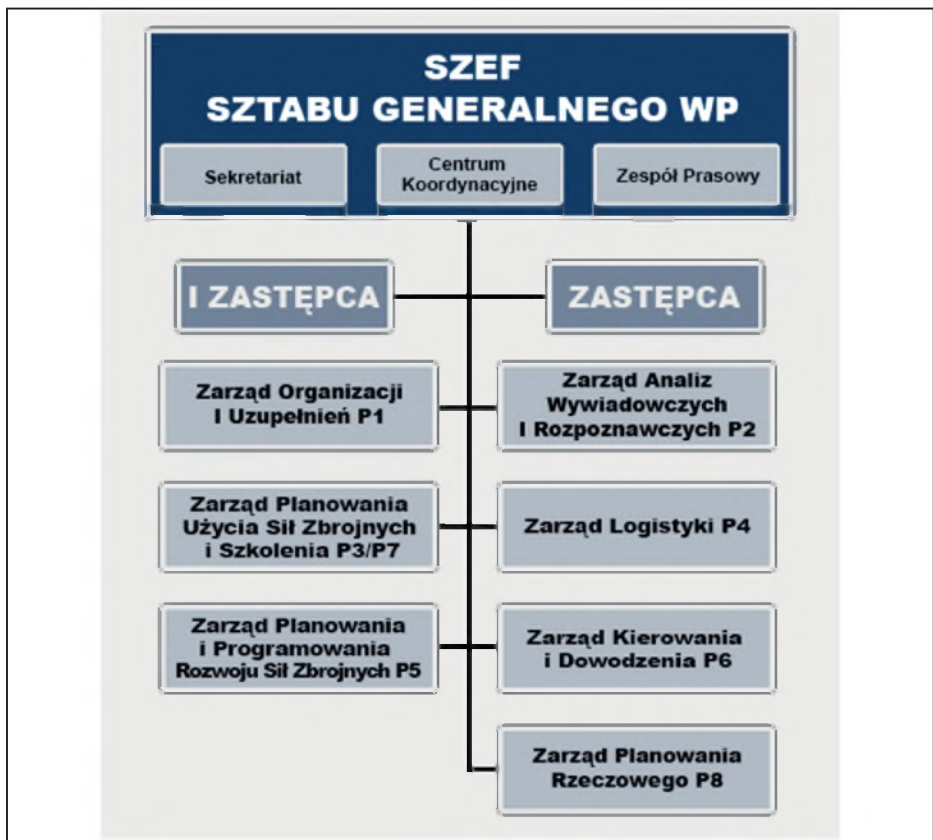 SZEF
SZTABU GENERALNEGO WP
Sekretariat
Centrum
Koordynacyjne
Zespół Prasowy
I ZASTĘPCA
ZASTĘPCA
Zarząd Organizacji
I Uzupełnień P1
Zarząd Analiz
Wywiadowczych
I Rozpoznawczych P2
Zarząd Planowania
Użycia Sił Zbrojnych
i Szkolenia P3/P7
Zarząd Logistyki P4
Zarząd Planowania
i Programowania
Rozwoju Sił Zbrojnych P5
Zarząd Kierowania
i Dowodzenia P6
Zarząd Planowania
Rzeczowego P8